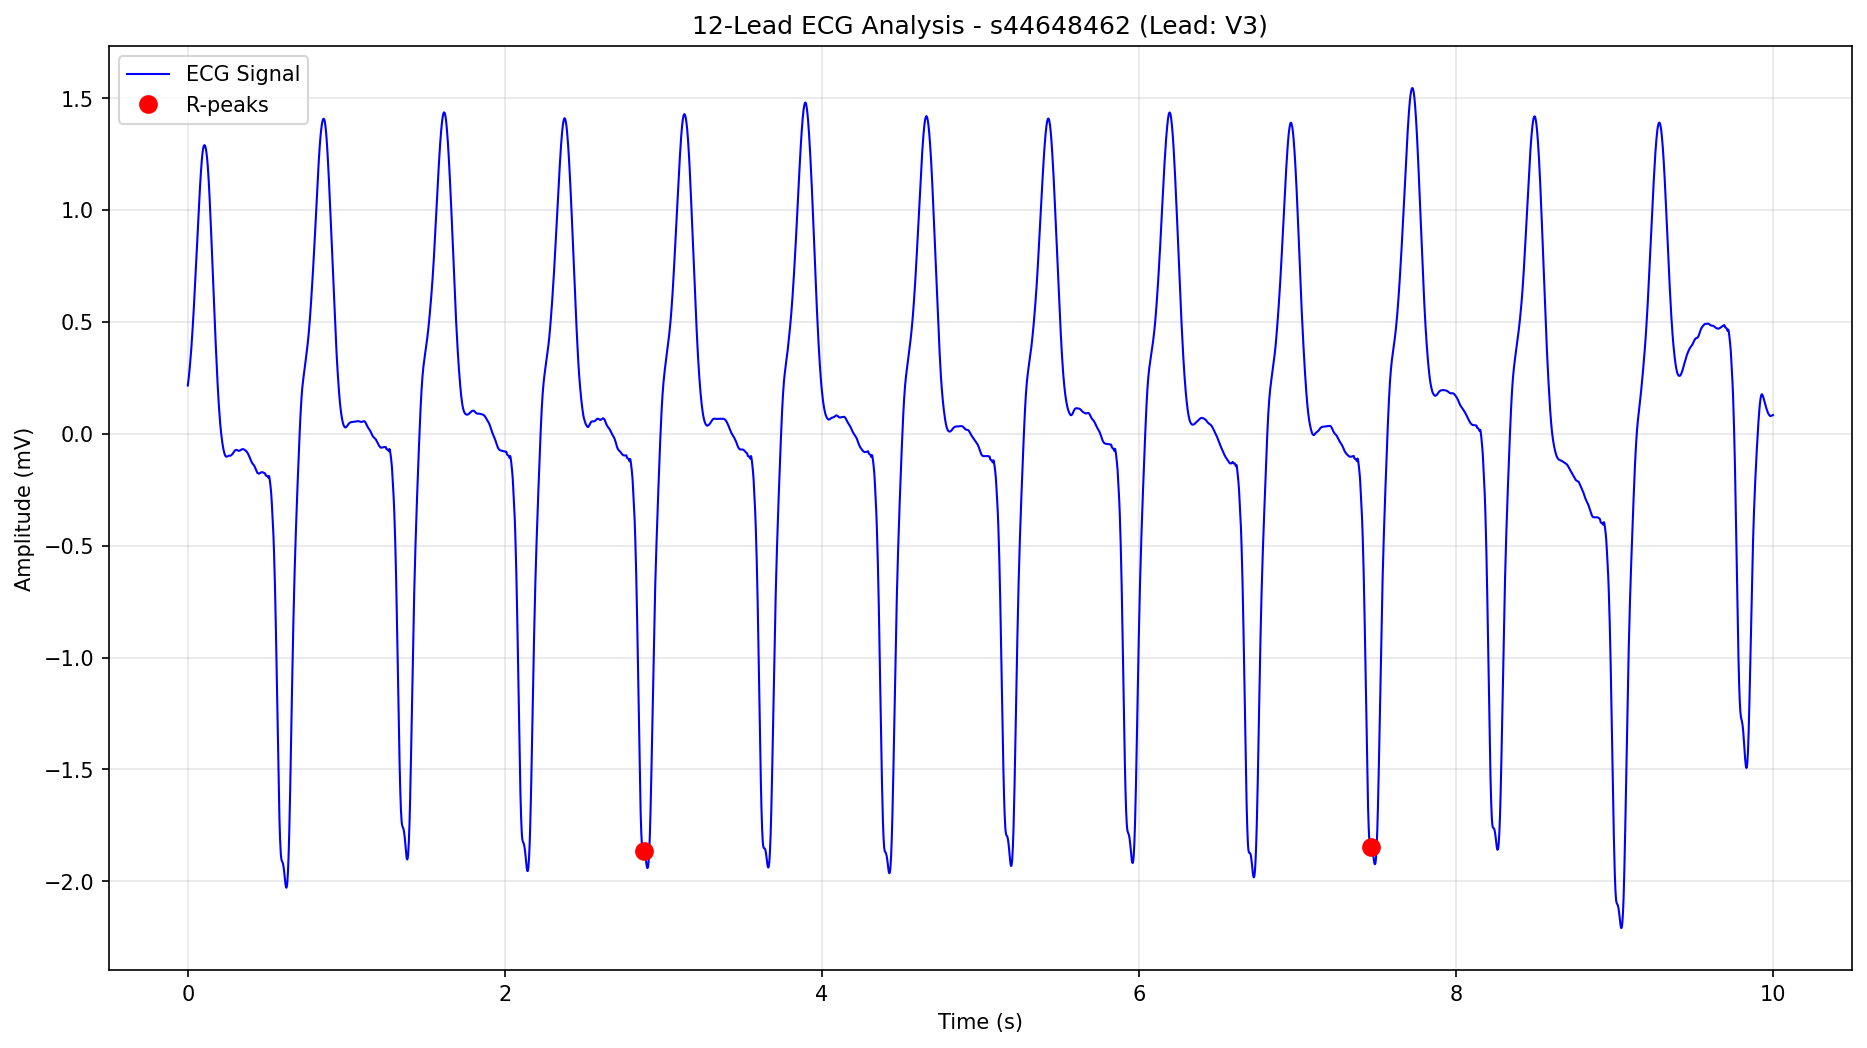 12-Lead ECG Analysis - s44648462 (Lead: V3)
ECG Signal
R-peaks
1.5
1.0
0.5
0.0
−0.5
−1.0
−1.5
−2.0
Amplitude (mV)
0 2 4 6 8 10
Time (s)